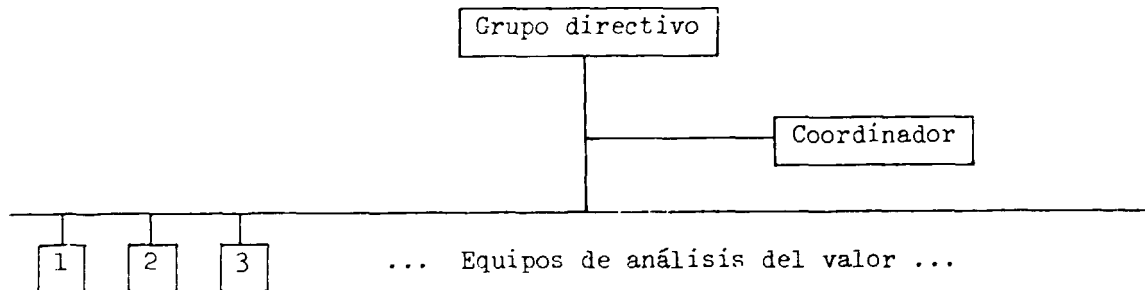 Grupo directivo
Coordinador
1 2 3 ... Equipos de análisis del valor ...